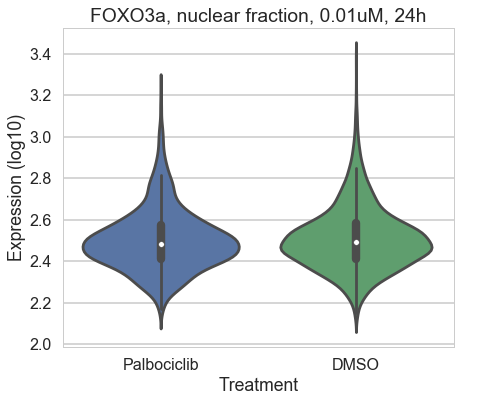 FOXO3a, nuclear fraction, 0.01uM, 24h
Expression (log10)
3.4
3.2
3.0
2.8
2.6
2.4
2.2
2.0
Palbociclib DMSO
Treatment